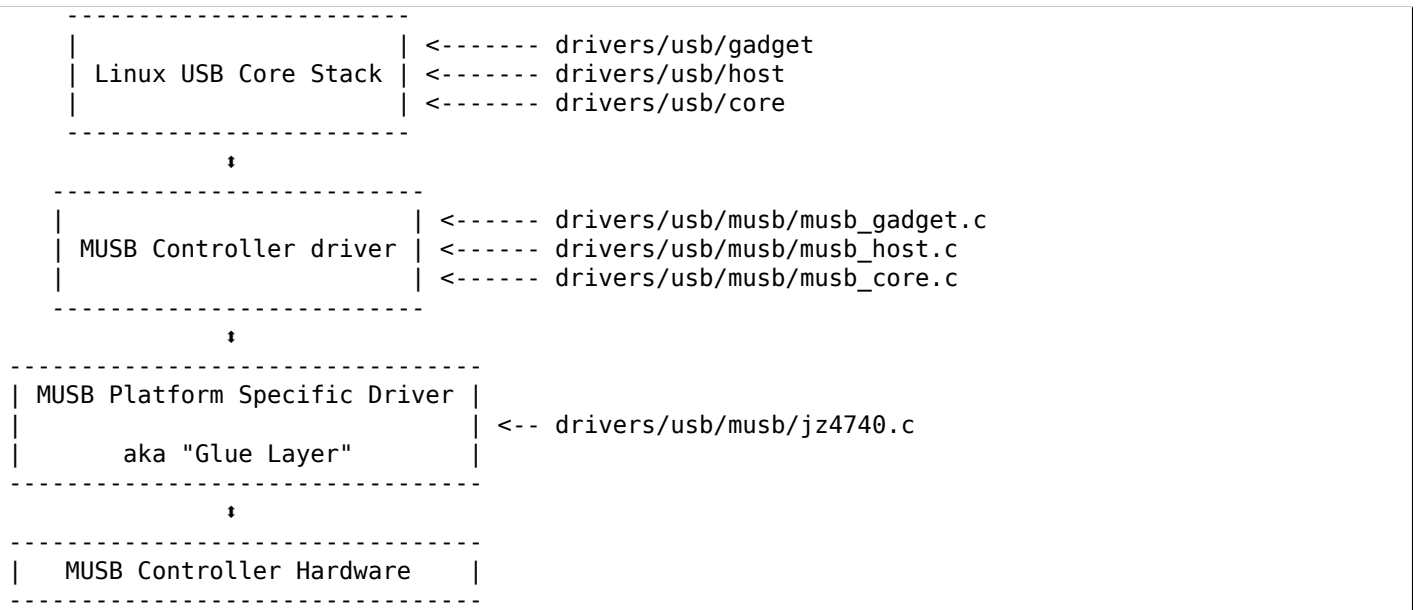 ------------------------
|                      | <------- drivers/usb/gadget
| Linux USB Core Stack | <------- drivers/usb/host
|                      | <------- drivers/usb/core
------------------------
⬍
--------------------------
|                        | <------ drivers/usb/musb/musb_gadget.c
| MUSB Controller driver | <------ drivers/usb/musb/musb_host.c
|                        | <------ drivers/usb/musb/musb_core.c
--------------------------
⬍
---------------------------------
| MUSB Platform Specific Driver |
|                               | <-- drivers/usb/musb/jz4740.c
|       aka "Glue Layer"        |
---------------------------------
⬍
---------------------------------
|   MUSB Controller Hardware    |
---------------------------------